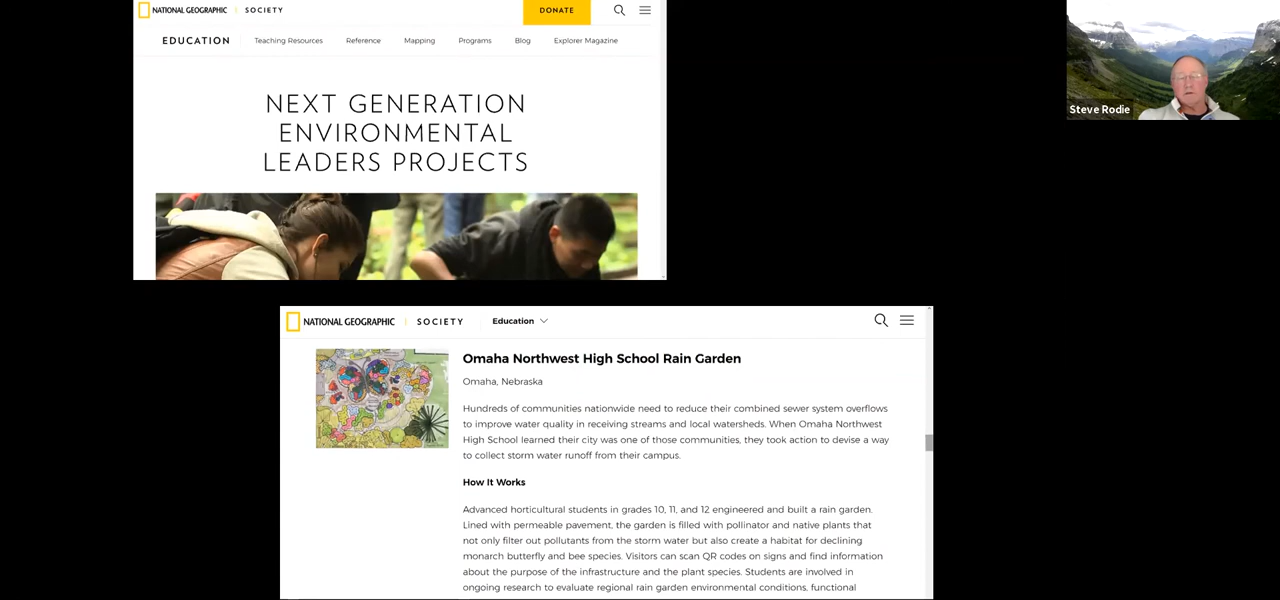 NATIONAL GEOGRAPHIC | SOCIETY
DONATE
EDUCATION
Teaching Resources
Reference
Mapping
Programs
Blog
Explorer Magazine
NEXT GENERATION
ENVIRONMENTAL
LEADERS PROJECTS
Steve Rodie
NATIONAL GEOGRAPHIC | SOCIETY
Education
Omaha Northwest High School Rain Garden
Omaha, Nebraska
Hundreds of communities nationwide need to reduce their combined sewer system overflows
to improve water quality in receiving streams and local watersheds. When Omaha Northwest
High School learned their city was one of those communities, they took action to devise a way
to collect storm water runoff from their campus.
How It Works
Advanced horticultural students in grades 10, 11, and 12 engineered and built a rain garden.
Lined with permeable pavement, the garden is filled with pollinator and native plants that
not only filter out pollutants from the storm water but also create a habitat for declining
monarch butterfly and bee species. Visitors can scan QR codes on signs and find information
about the purpose of the infrastructure and the plant species. Students are involved in
ongoing research to evaluate regional rain garden environmental conditions, functional